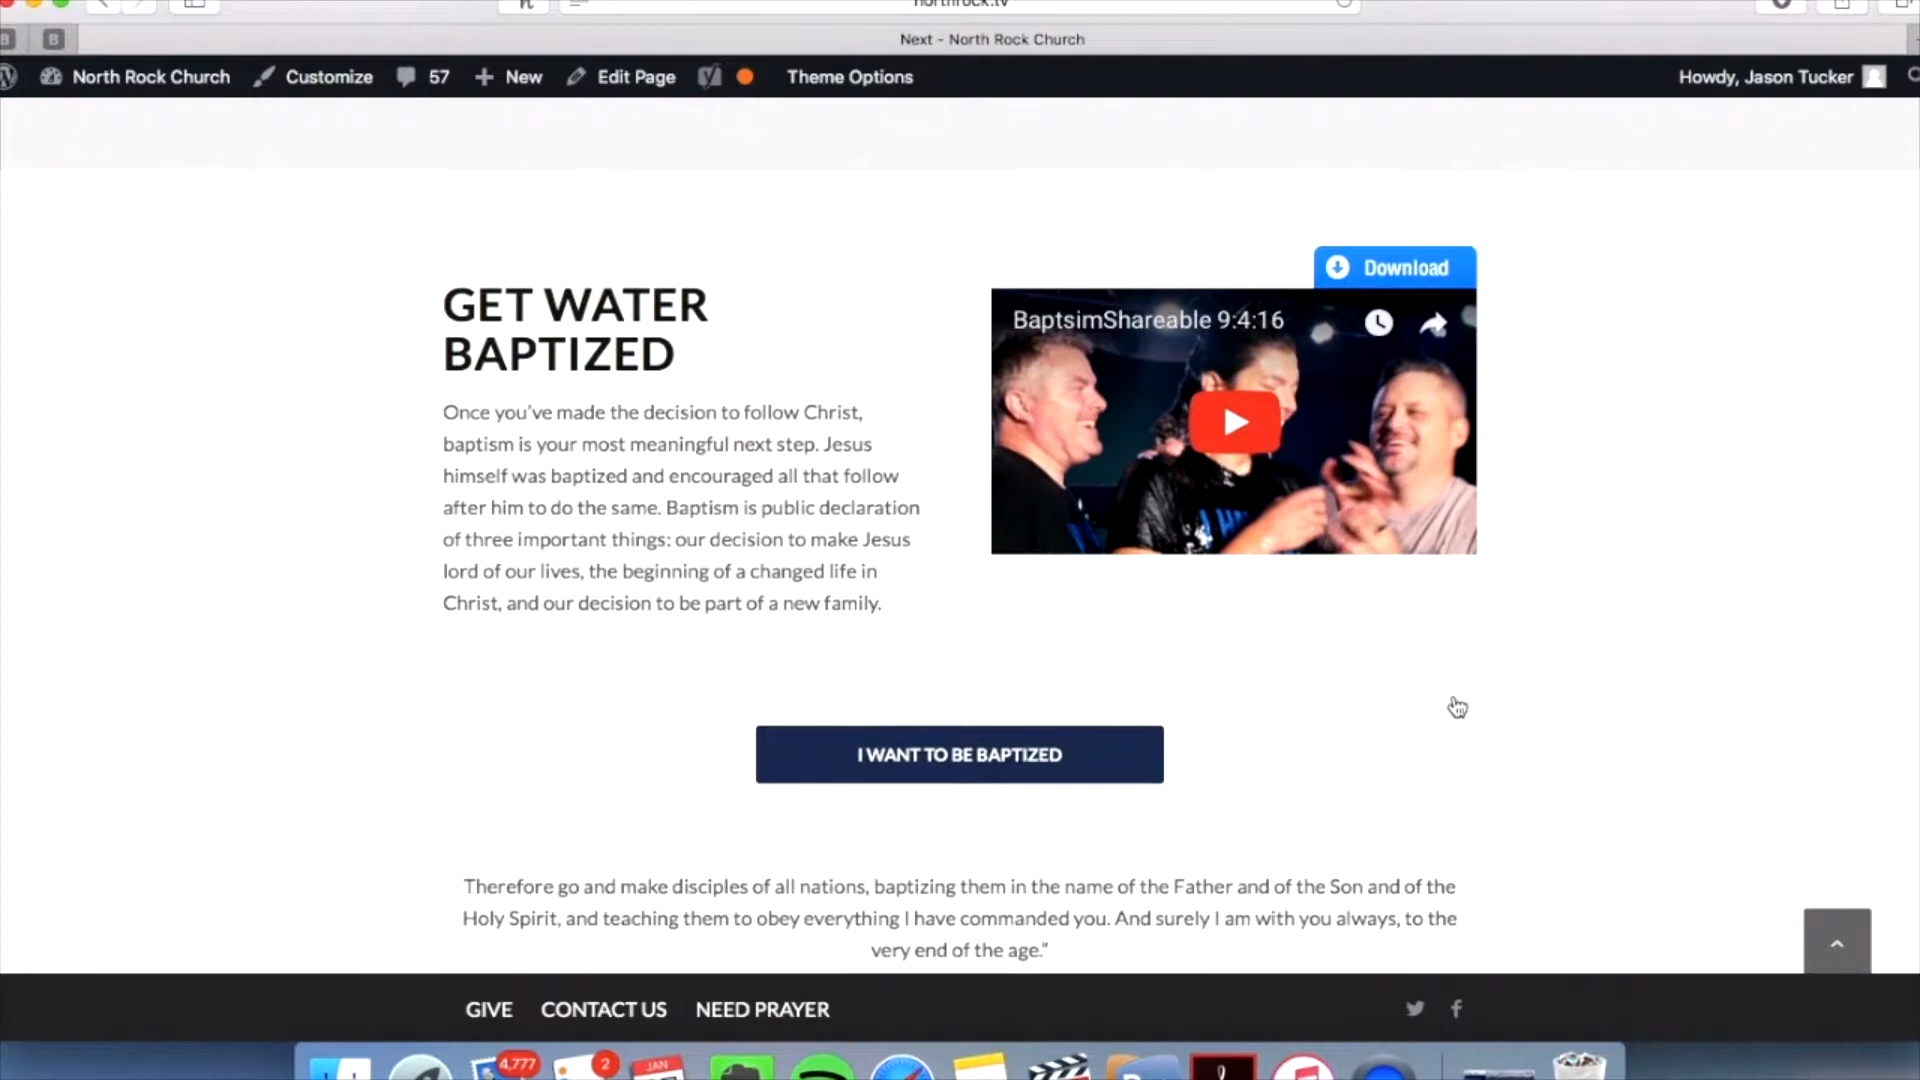 northrock.tv
B B Next - North Rock Church
North Rock Church Customize 57 New Edit Page Theme Options Howdy, Jason Tucker
Download
BaptsimShareable 9:4:16
GET WATER
BAPTIZED
Once you've made the decision to follow Christ,
baptism is your most meaningful next step. Jesus
himself was baptized and encouraged all that follow
after him to do the same. Baptism is public declaration
of three important things: our decision to make Jesus
lord of our lives, the beginning of a changed life in
Christ, and our decision to be part of a new family.
I WANT TO BE BAPTIZED
Therefore go and make disciples of all nations, baptizing them in the name of the Father and of the Son and of the
Holy Spirit, and teaching them to obey everything I have commanded you. And surely I am with you always, to the
very end of the age."
GIVE CONTACT US NEED PRAYER
4,777 2 JAN